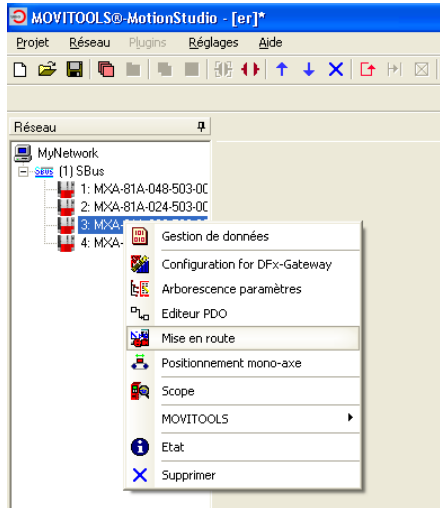 MOVITOOLS®-MotionStudio - [er]*
Projet Réseau Plugins Réglages Aide
Réseau
MyNetwork
SBUS (1) SBus
1: MXA-81A-048-503-00
2: MXA-81A-024-503-00
3: MXA-
4: MXA-
Gestion de données
Configuration for DFx-Gateway
Arborescence paramètres
Editeur PDO
Mise en route
Positionnement mono-axe
Scope
MOVITOOLS
Etat
Supprimer